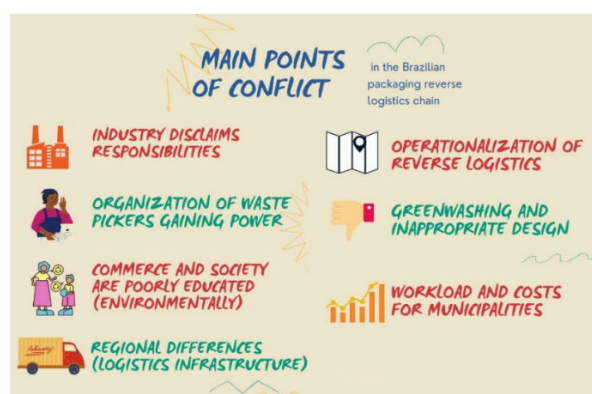 MAIN POINTS
OF CONFLICT
in the Brazilian
packaging reverse
logistics chain
INDUSTRY DISCLAIMS
RESPONSIBILITIES
ORGANIZATION OF WASTE
PICKERS GAINING POWER
COMMERCE AND SOCIETY
ARE POORLY EDUCATED
(ENVIRONMENTALLY)
delivery
REGIONAL DIFFERENCES
(LOGISTICS INFRASTRUCTURE)
OPERATIONALIZATION OF
REVERSE LOGISTICS
GREENWASHING AND
INAPPROPRIATE DESIGN
WORKLOAD AND COSTS
FOR MUNICIPALITIES